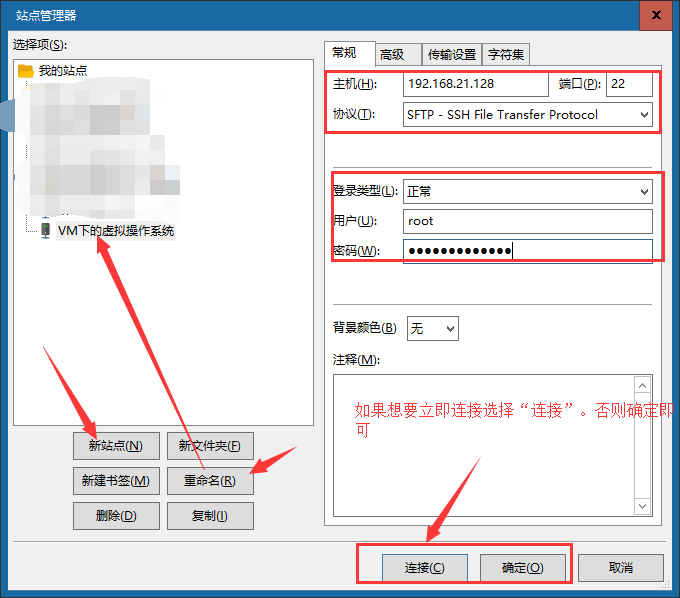 站点管理器
选择项(S):
我的站点
VM下的虚拟操作系统
新站点(N)
新文件夹(F)
新建书签(M)
重命名(R)
删除(D)
复制(I)
常规
高级
传输设置
字符集
主机(H):
192.168.21.128
端口(P):
22
协议(T):
SFTP - SSH File Transfer Protocol
登录类型(L):
正常
用户(U):
root
密码(W):
背景颜色(B)
无
注释(M):
如果想要立即连接选择“连接”。否则确定即
可
连接(C)
确定(O)
取消